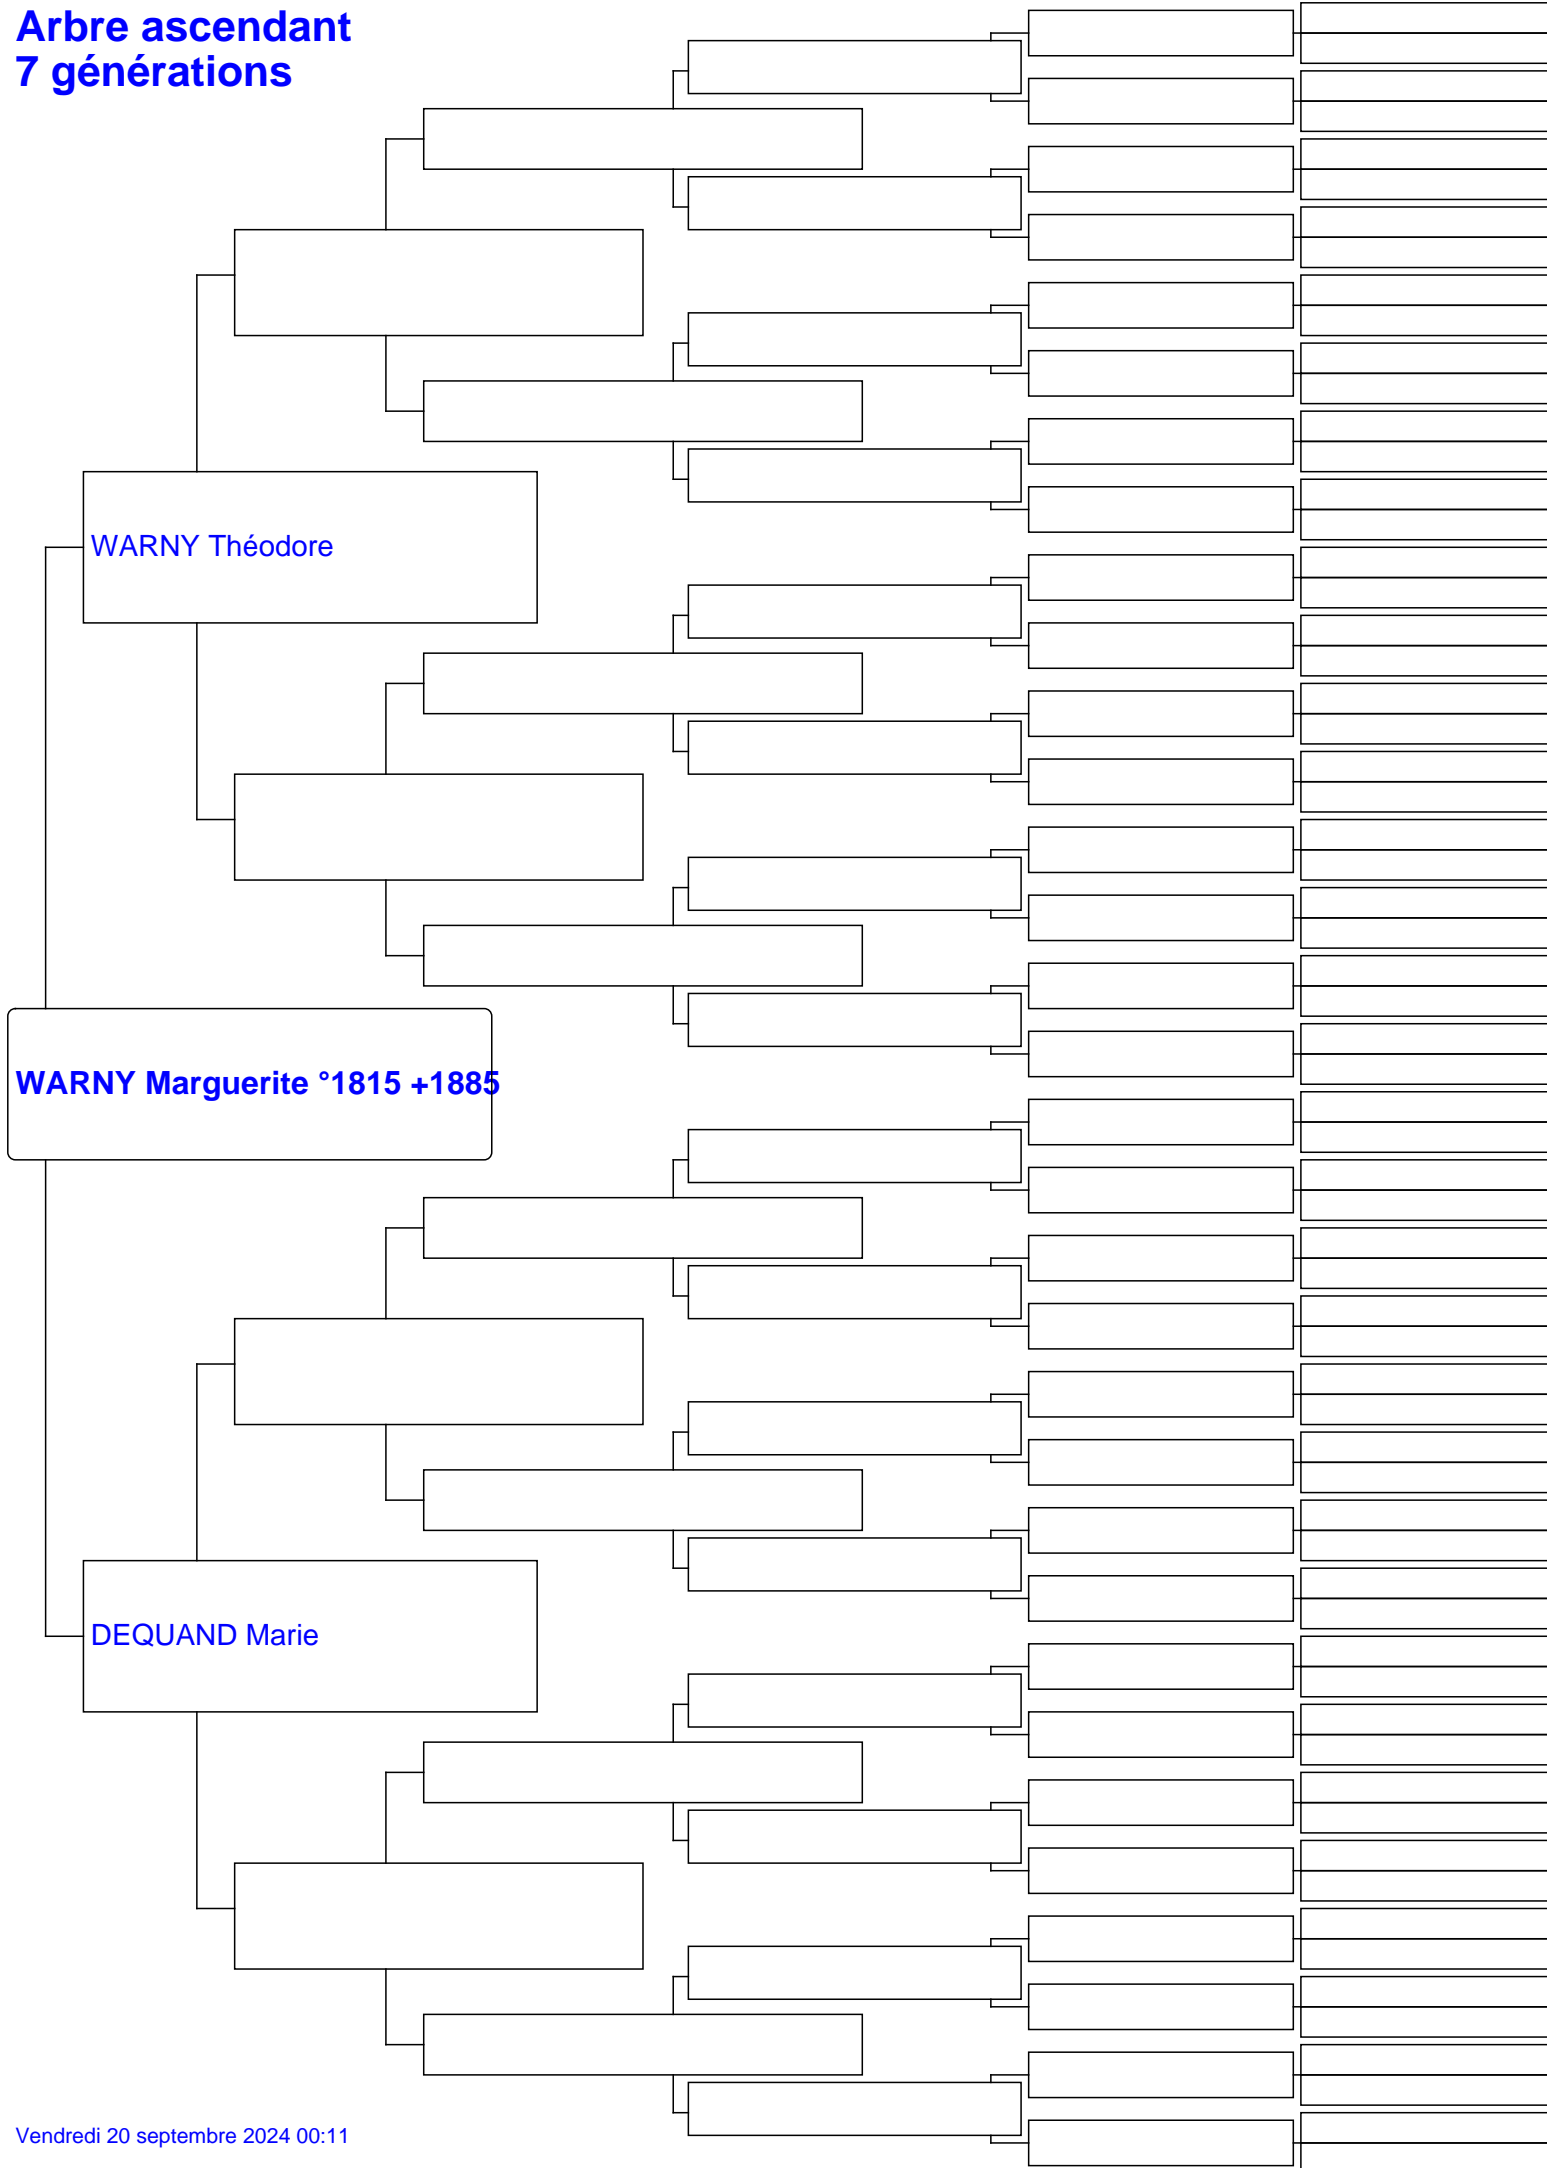 Arbre ascendant
7 générations
WARNY Théodore
WARNY Marguerite °1815 +1885
DEQUAND Marie
Vendredi 20 septembre 2024 00:11